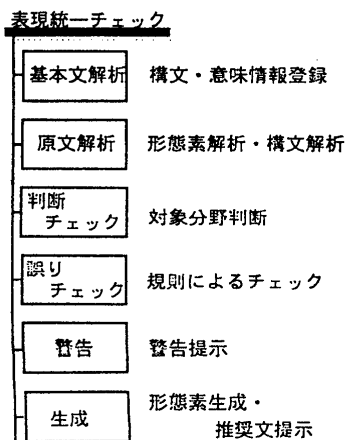 表現統一チェック
基本文解析 構文・意味情報登録
原文解析 形態素解析・構文解析
判断
チェック 対象分野判断
誤り
チェック 規則によるチェック
警告 警告提示
生成 形態素生成・
推奨文提示